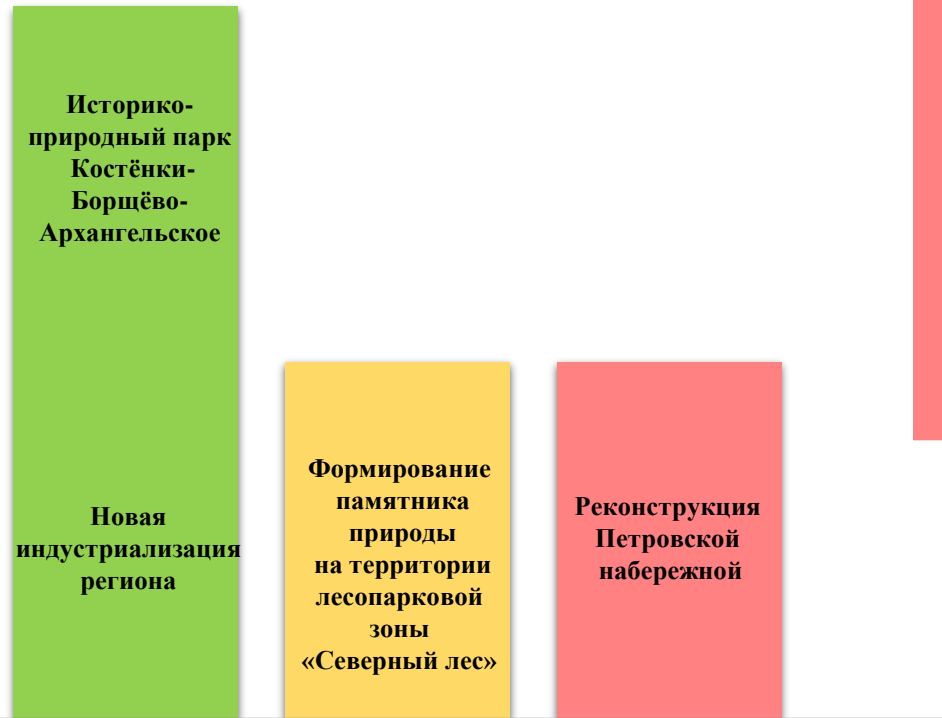 Историко-
природный парк
Костёнки-
Борщёво-
Архангельское
Новая
индустриализация
региона
Формирование
памятника
природы
на территории
лесопарковой
зоны
«Северный лес»
Реконструкция
Петровской
набережной